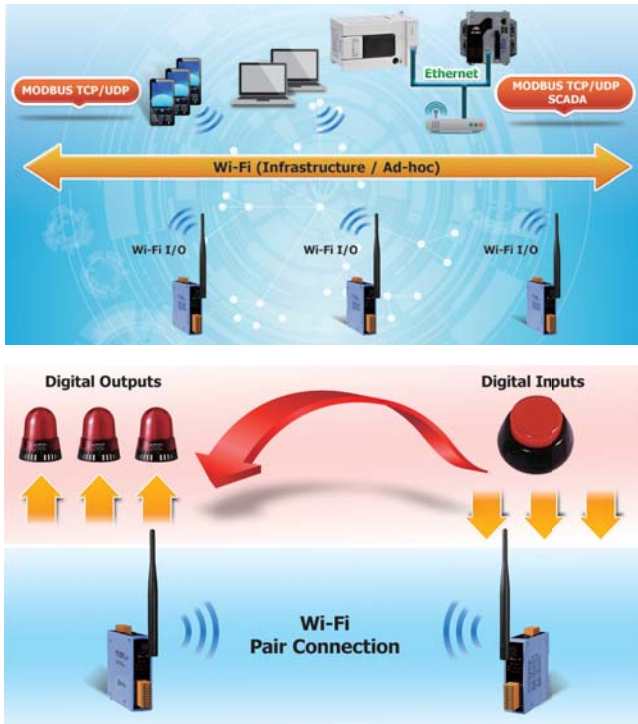 Ethernet
MODBUS TCP/UDP
MODBUS TCP/UDP
SCADA
Wi-Fi (Infrastructure / Ad-hoc)
Wi-Fi I/O
Wi-Fi I/O
Wi-Fi I/O
Digital Outputs
Digital Inputs
Wi-Fi
Pair Connection